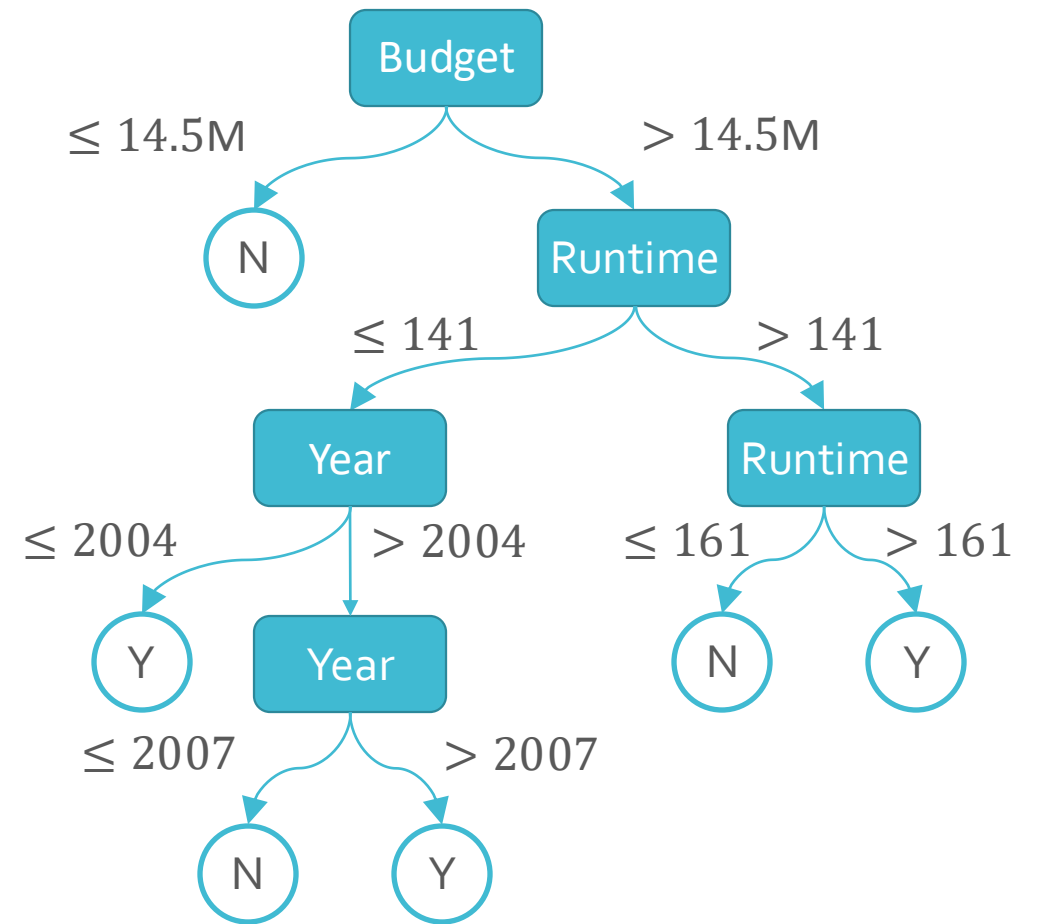 Budget
≤ 14.5M
> 14.5M
N
Runtime
≤ 141
> 141
Year
Runtime
≤ 2004
> 2004
≤ 161
> 161
Y
Year
N
Y
≤ 2007
> 2007
N
Y